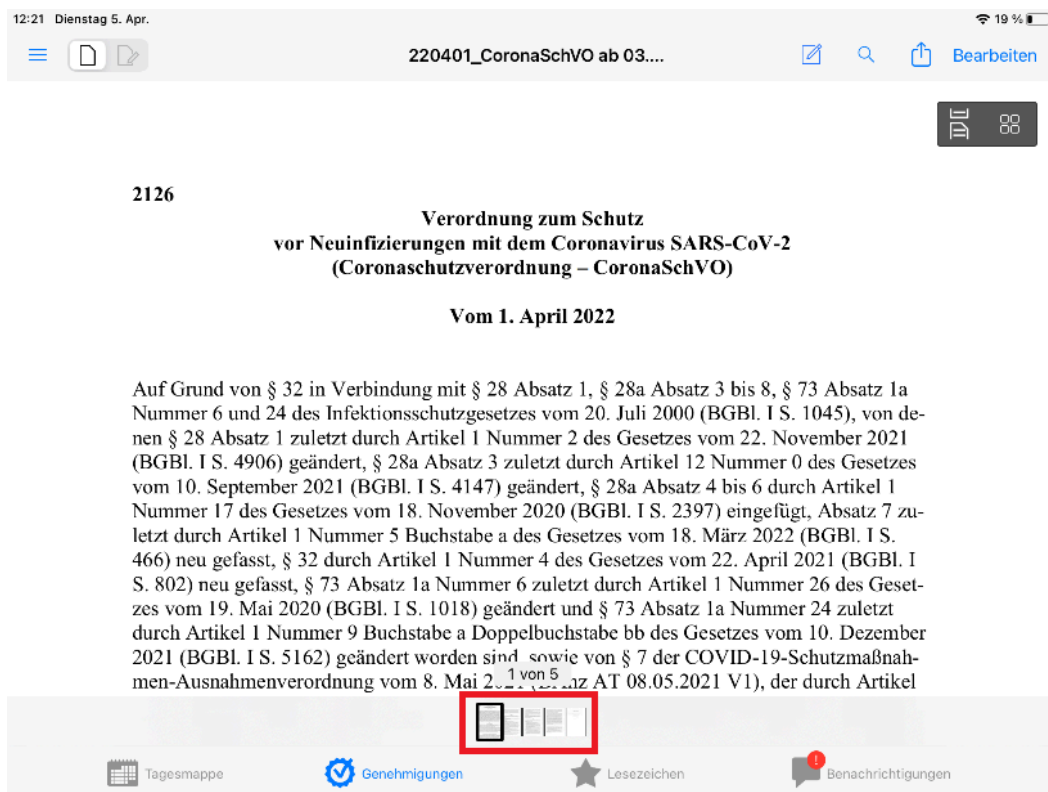 12:21 Dienstag 5. Apr.
19 %
220401_CoronaSchVO ab 03....
Bearbeiten
2126
Verordnung zum Schutz
vor Neuinfizierungen mit dem Coronavirus SARS-CoV-2
(Coronaschutzverordnung – CoronaSchVO)
Vom 1. April 2022
Auf Grund von § 32 in Verbindung mit § 28 Absatz 1, § 28a Absatz 3 bis 8, § 73 Absatz 1a
Nummer 6 und 24 des Infektionsschutzgesetzes vom 20. Juli 2000 (BGBl. I S. 1045), von de-
nen § 28 Absatz 1 zuletzt durch Artikel 1 Nummer 2 des Gesetzes vom 22. November 2021
(BGBl. I S. 4906) geändert, § 28a Absatz 3 zuletzt durch Artikel 12 Nummer 0 des Gesetzes
vom 10. September 2021 (BGBl. I S. 4147) geändert, § 28a Absatz 4 bis 6 durch Artikel 1
Nummer 17 des Gesetzes vom 18. November 2020 (BGBl. I S. 2397) eingefügt, Absatz 7 zu-
letzt durch Artikel 1 Nummer 5 Buchstabe a des Gesetzes vom 18. März 2022 (BGBl. I S.
466) neu gefasst, § 32 durch Artikel 1 Nummer 4 des Gesetzes vom 22. April 2021 (BGBl. I
S. 802) neu gefasst, § 73 Absatz 1a Nummer 6 zuletzt durch Artikel 1 Nummer 26 des Geset-
zes vom 19. Mai 2020 (BGBl. I S. 1018) geändert und § 73 Absatz 1a Nummer 24 zuletzt
durch Artikel 1 Nummer 9 Buchstabe a Doppelbuchstabe bb des Gesetzes vom 10. Dezember
2021 (BGBl. I S. 5162) geändert worden sind, sowie von § 7 der COVID-19-Schutzmaßnah-
men-Ausnahmenverordnung vom 8. Mai AT 08.05.2021 V1), der durch Artikel
1 von 5
Tagesmappe
Genehmigungen
Lesezeichen
!
Benachrichtigungen